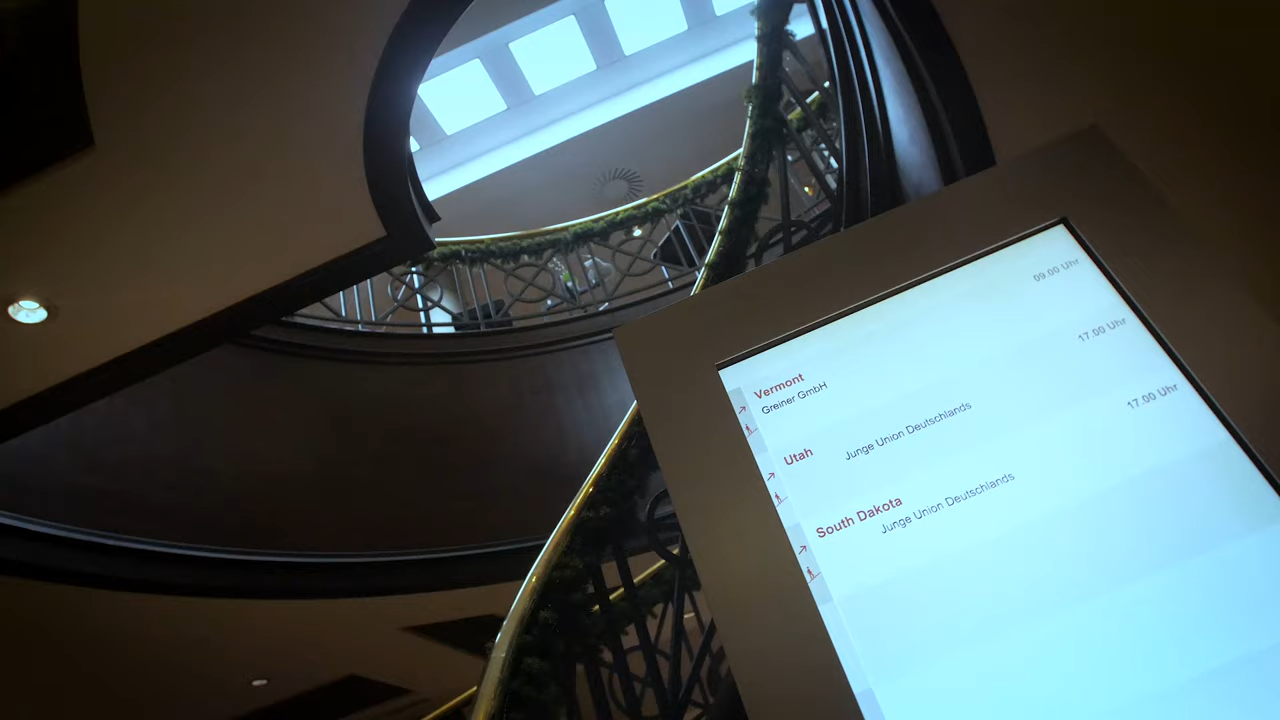 09.00 Uhr
Vermont
Greiner GmbH
17.00 Uhr
Utah
Junge Union Deutschlands
17.00 Uhr
South Dakota
Junge Union Deutschlands